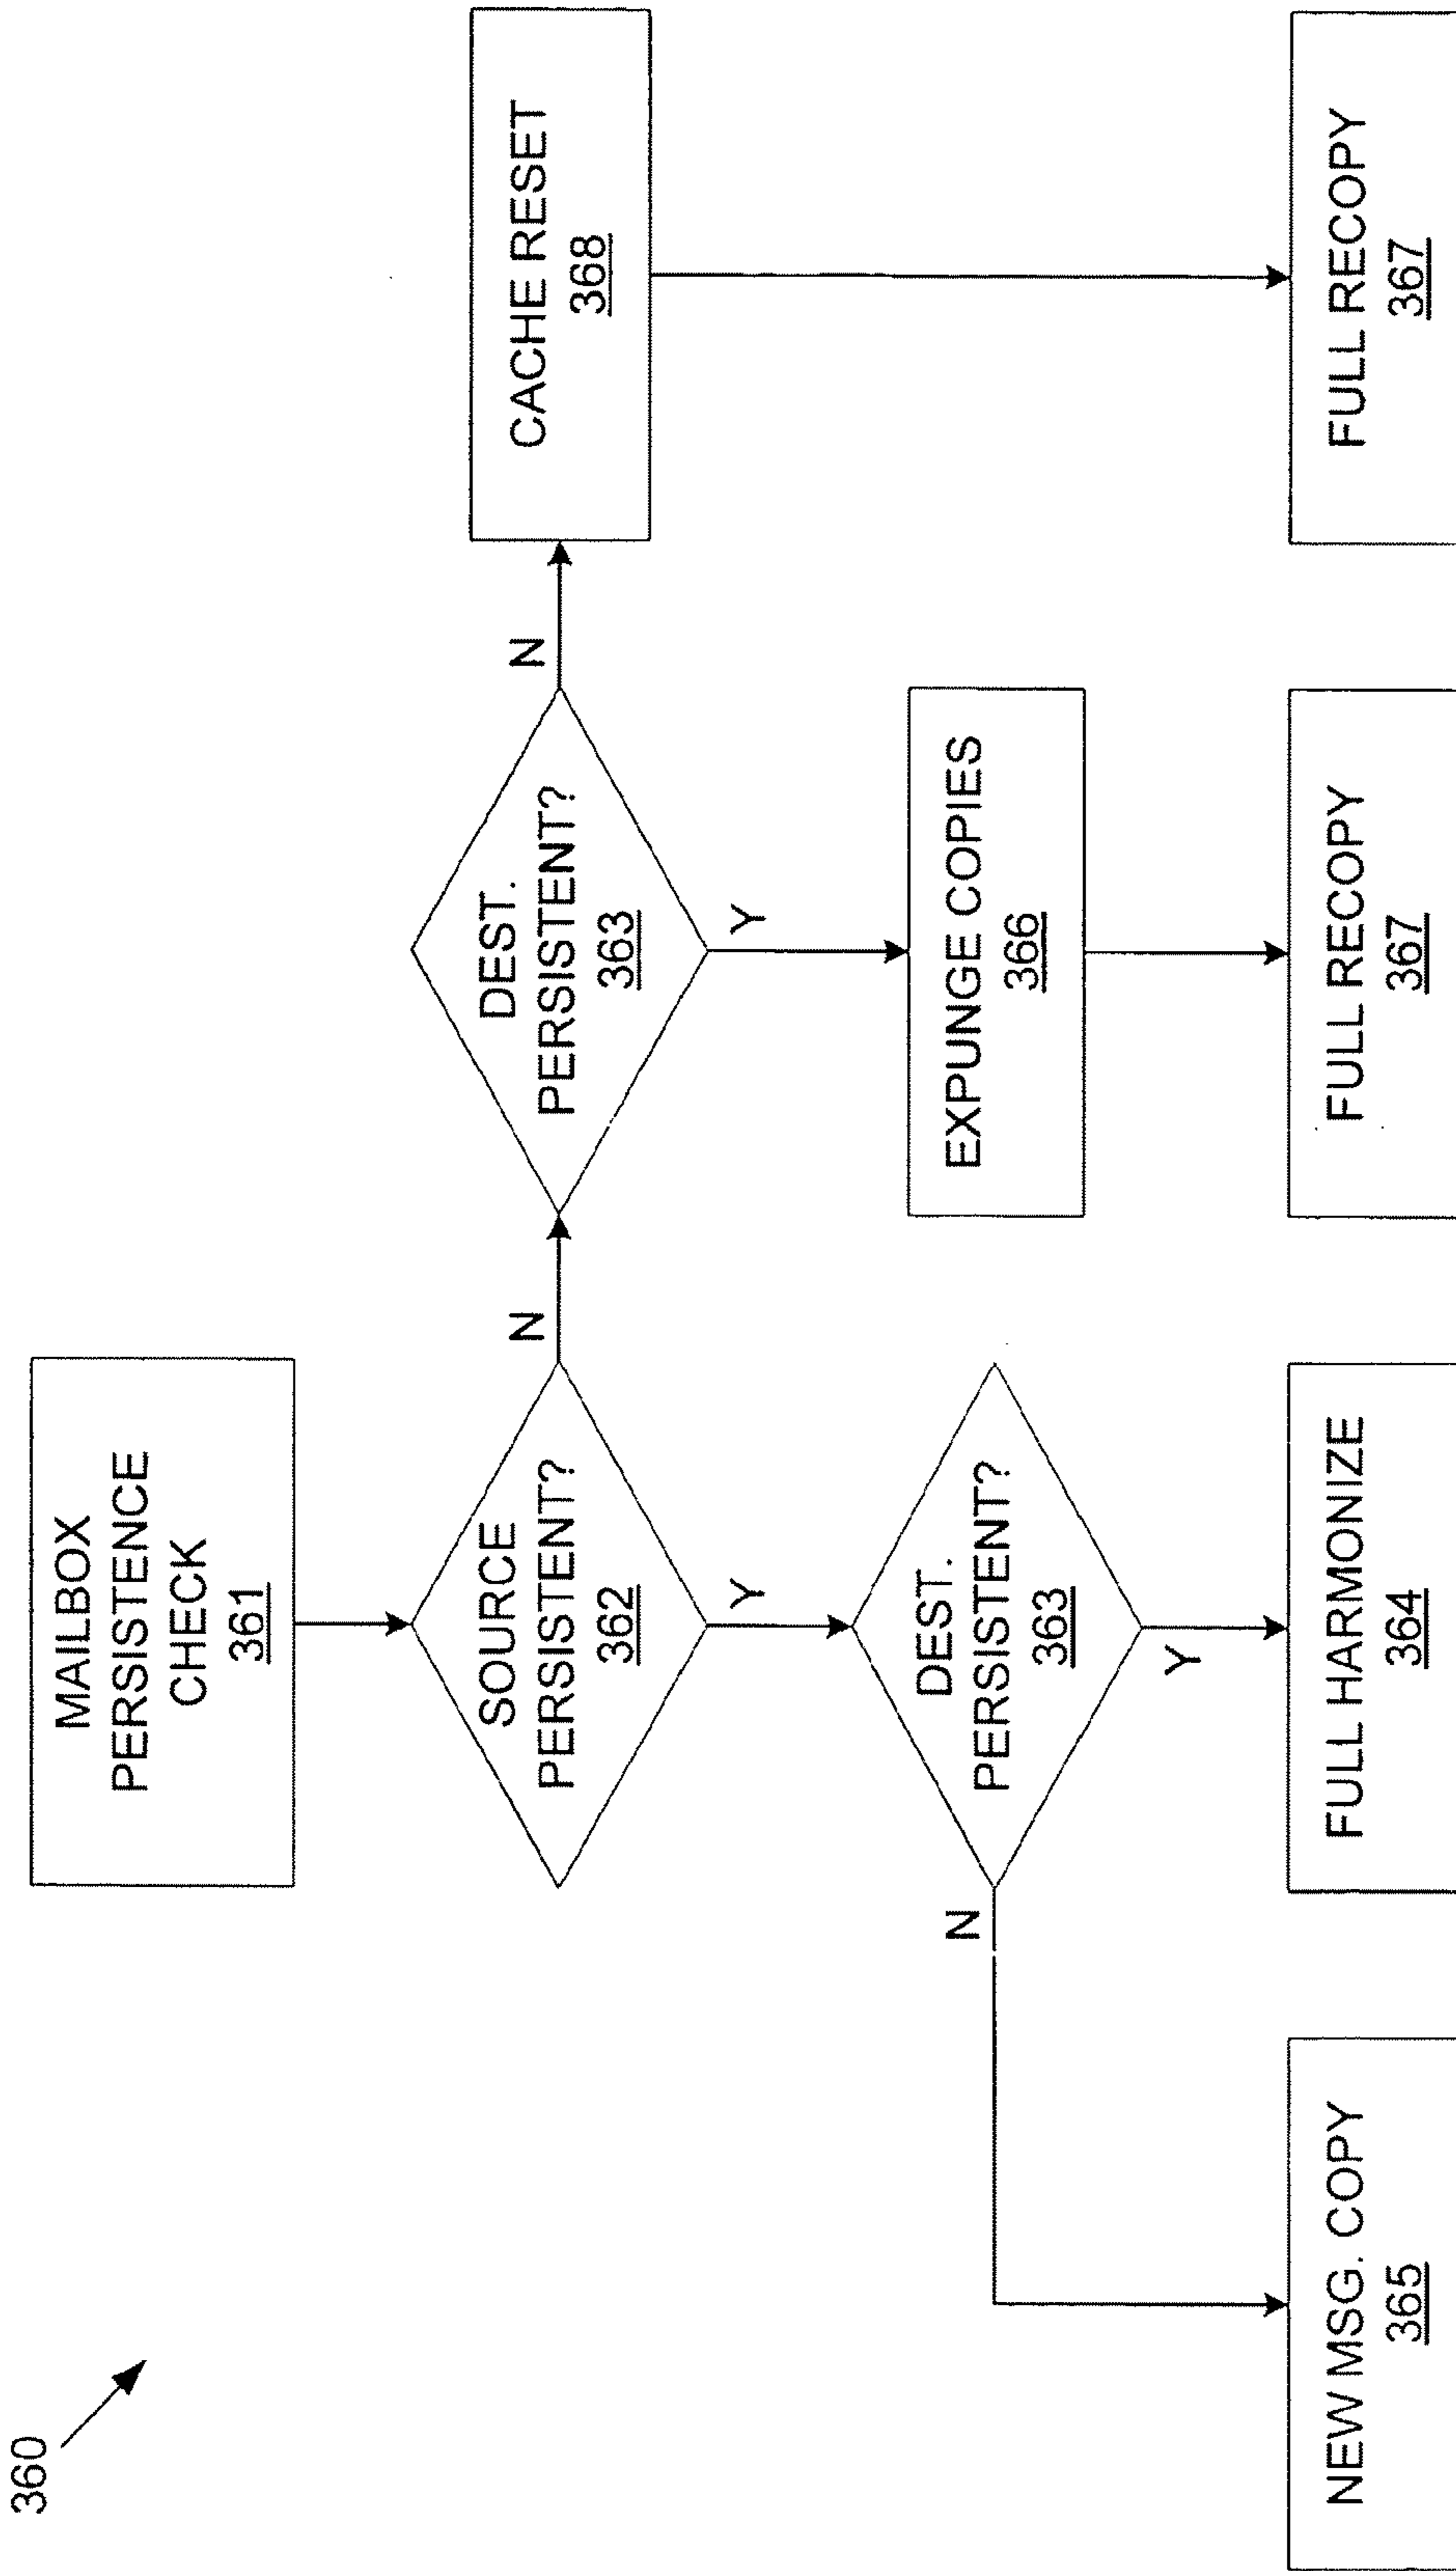 360
MAILBOX
PERSISTENCE
CHECK
361
SOURCE
PERSISTENT?
362
N
DEST.
PERSISTENT?
363
N
CACHE RESET
368
Y
Y
DEST.
PERSISTENT?
363
EXPUNGE COPIES
366
N
Y
NEW MSG. COPY
365
FULL HARMONIZE
364
FULL RECOPY
367
FULL RECOPY
367